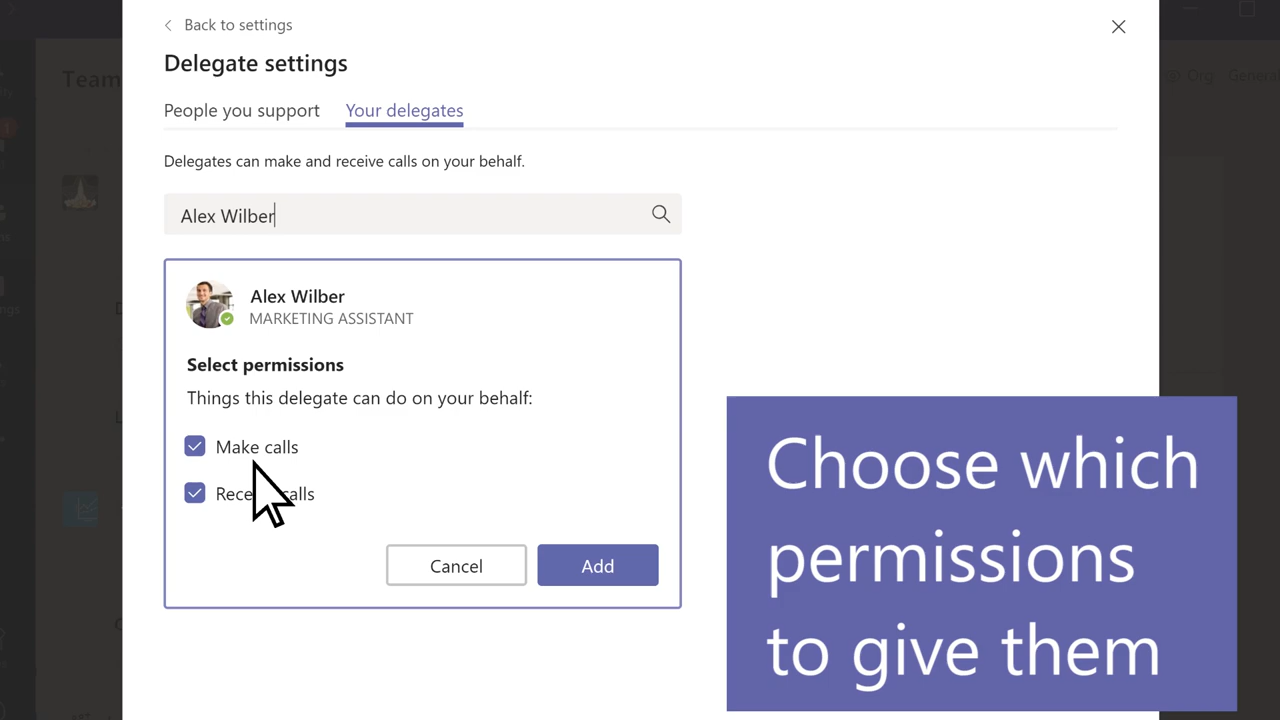 Back to settings
Delegate settings
People you support Your delegates
Delegates can make and receive calls on your behalf.
Alex Wilber
Alex Wilber
MARKETING ASSISTANT
Select permissions
Things this delegate can do on your behalf:
Make calls
calls
Cancel Add
Choose which
permissions
to give them
Team
Org